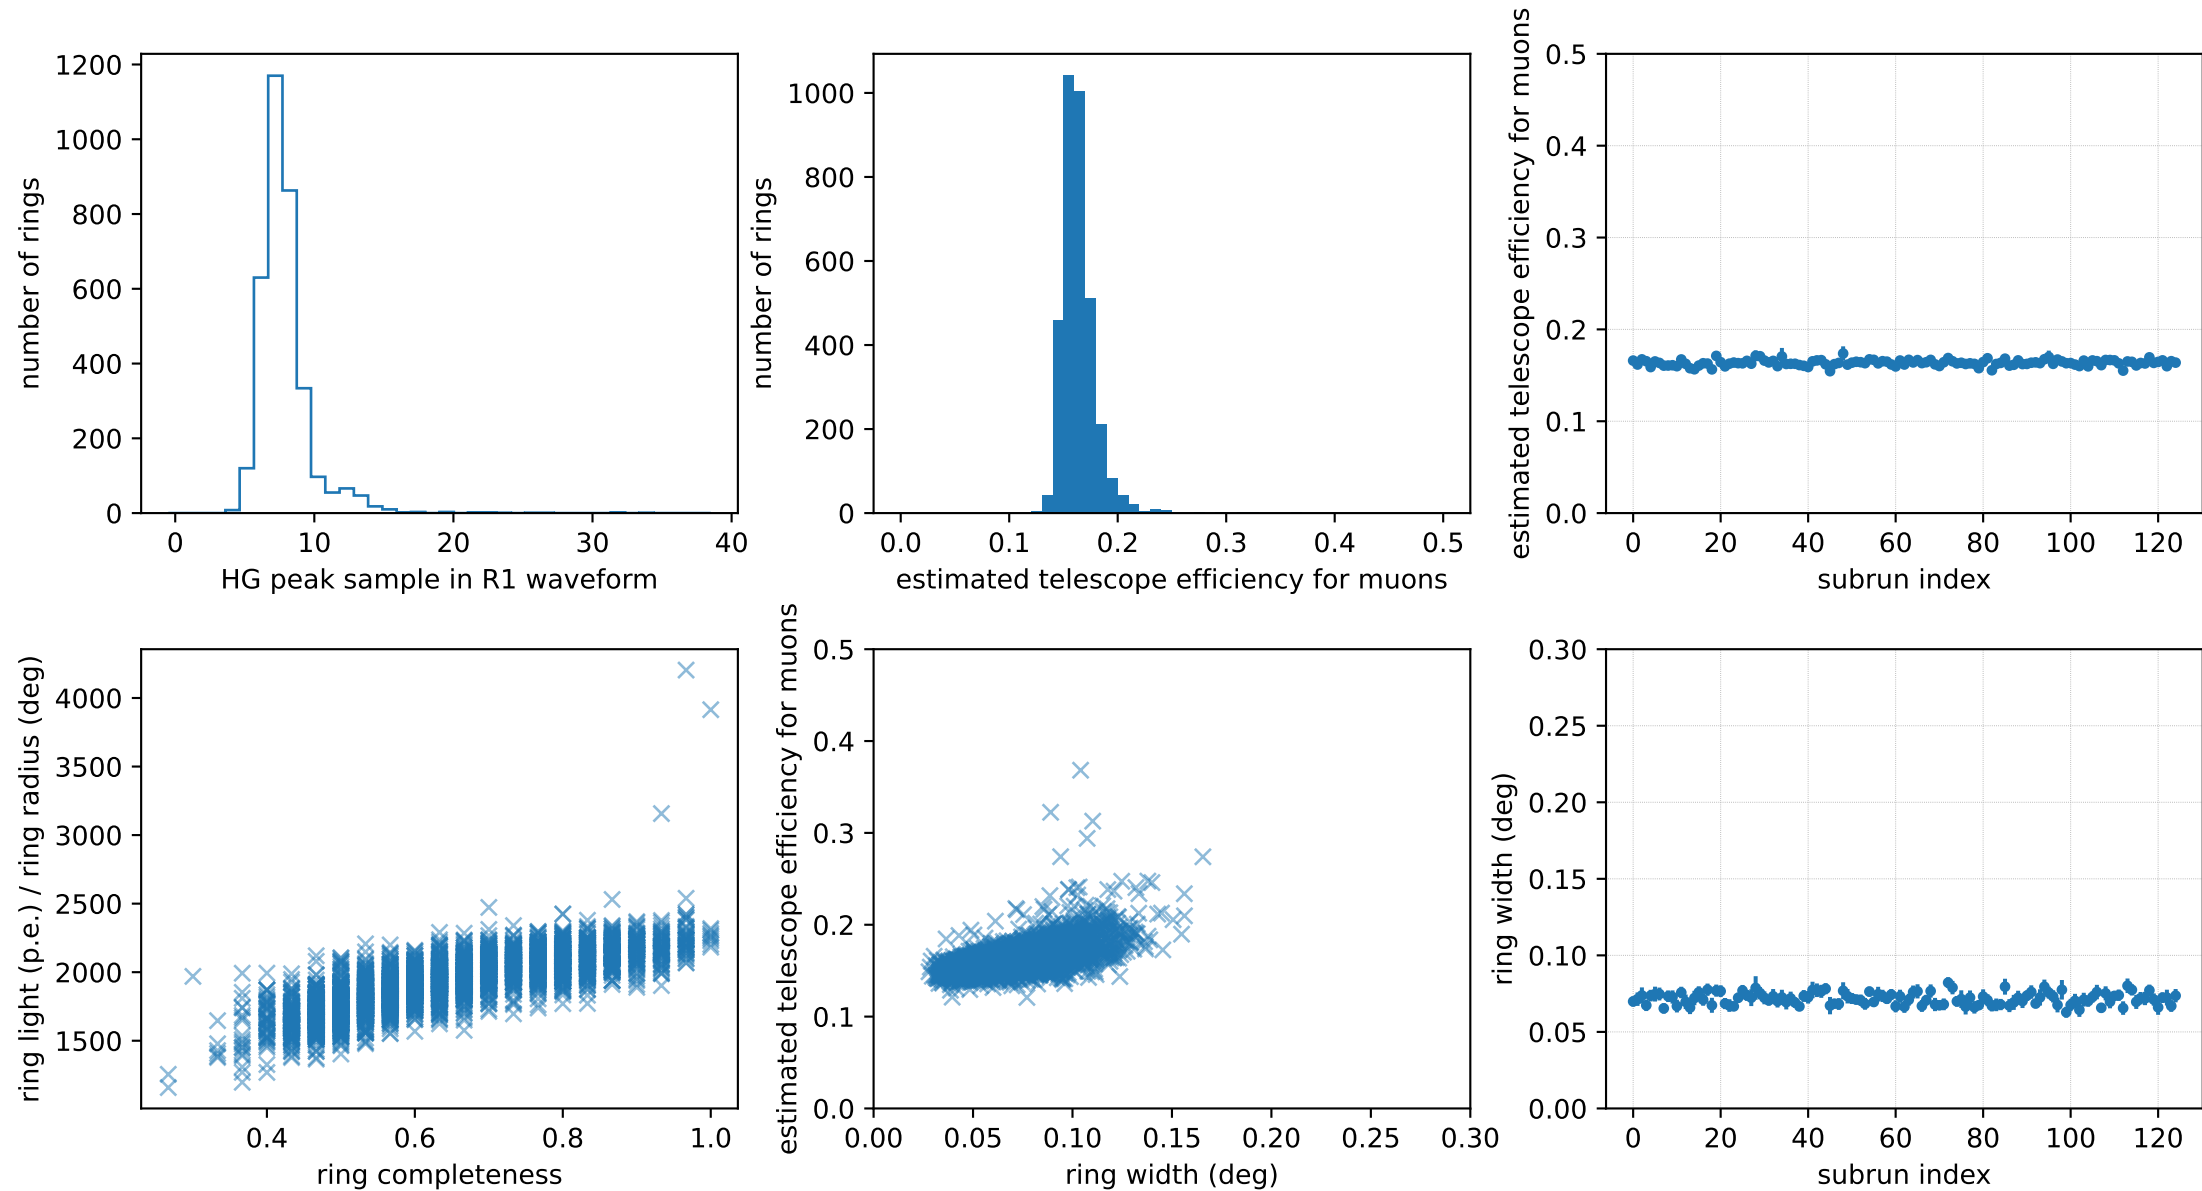 number of rings
1200
1000
800
600
400
200
0
0 10 20 30 40
HG peak sample in R1 waveform
number of rings
1000
800
600
400
200
0
0.0 0.1 0.2 0.3 0.4 0.5
estimated telescope efficiency for muons
estimated telescope efficiency for muons
0.5
0.4
0.3
0.2
0.1
0.0
0 20 40 60 80 100 120
subrun index
ring light (p.e.) / ring radius (deg)
4000
3500
3000
2500
2000
1500
0.4 0.6 0.8 1.0
ring completeness
estimated telescope efficiency for muons
0.5
0.4
0.3
0.2
0.1
0.0
0.00 0.05 0.10 0.15 0.20 0.25 0.30
ring width (deg)
ring width (deg)
0.30
0.25
0.20
0.15
0.10
0.05
0.00
0 20 40 60 80 100 120
subrun index